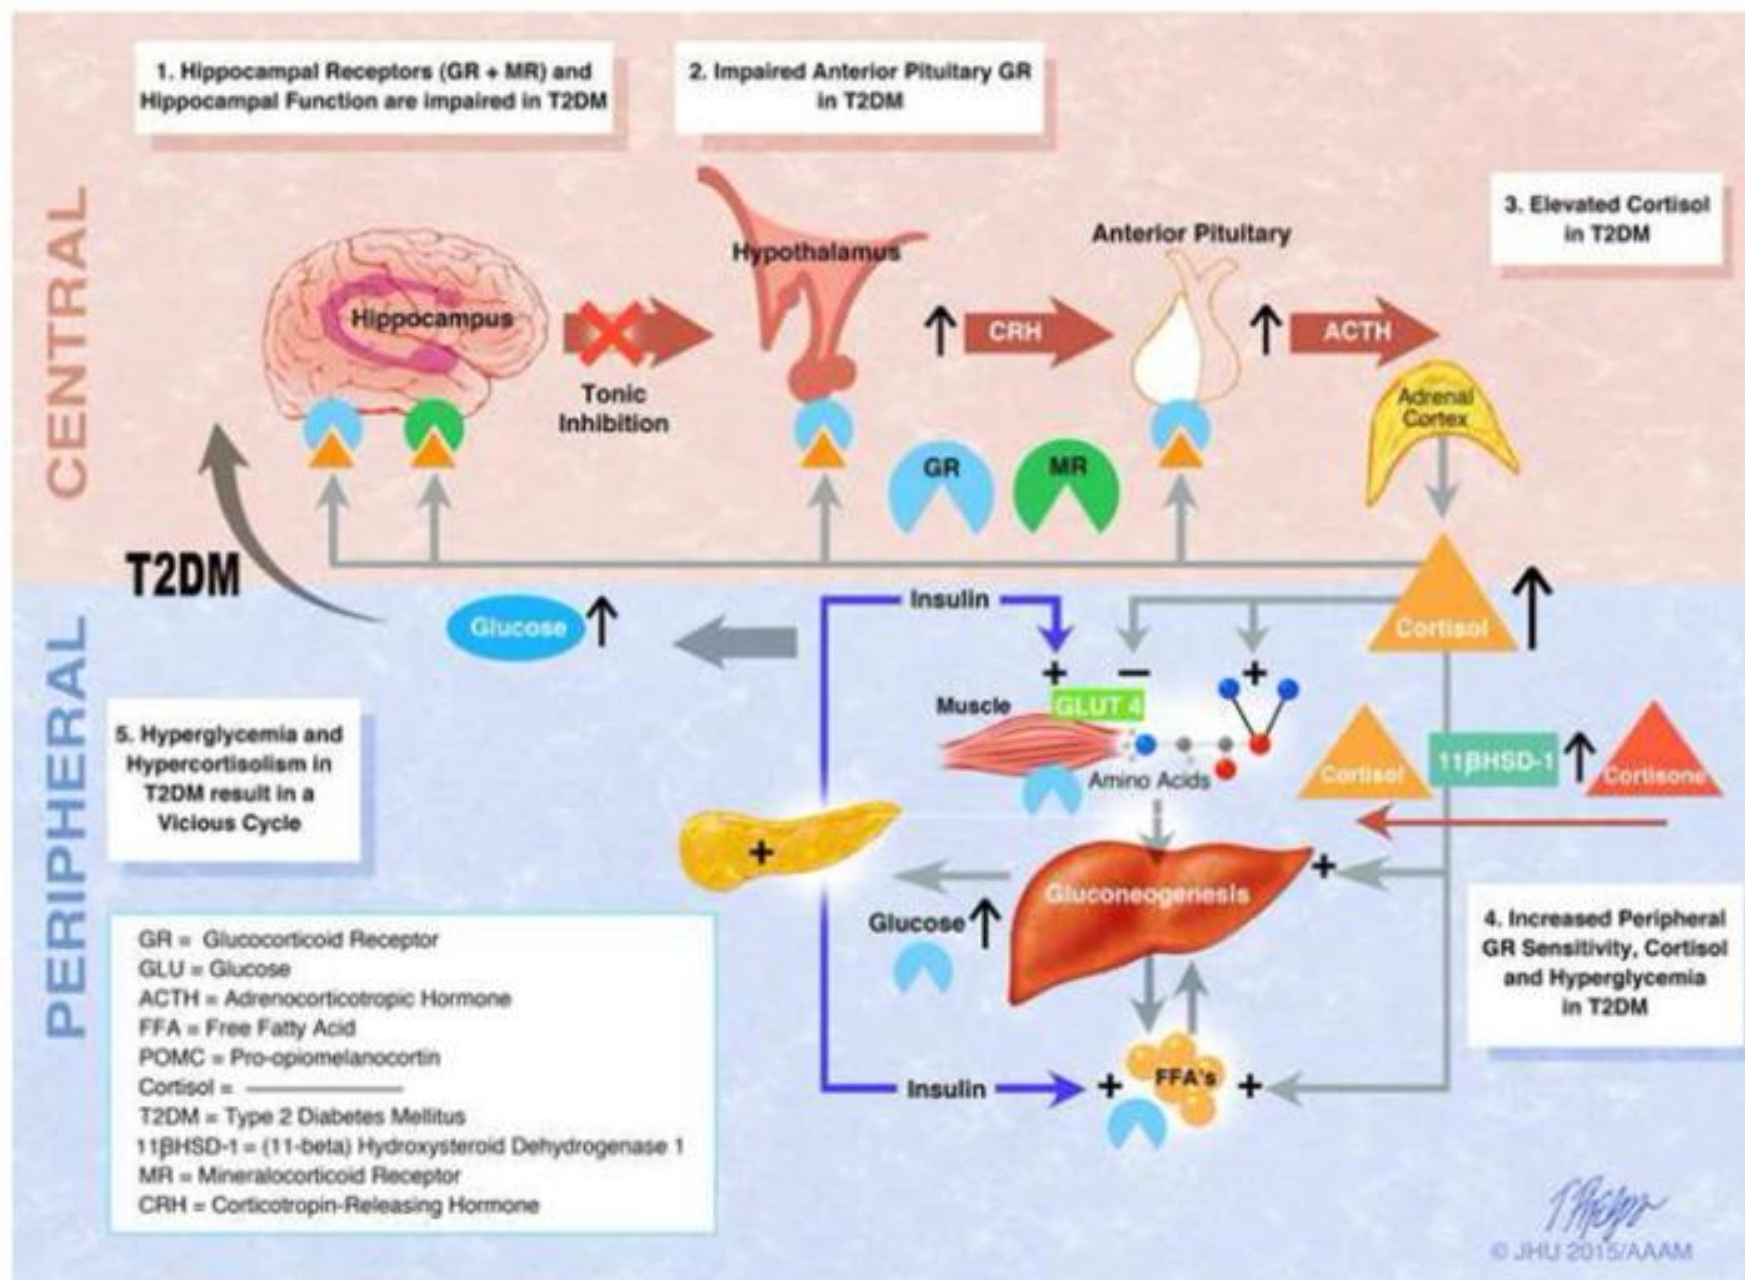 1. Hippocampal Receptors (GR + MR) and
Hippocampal Function are impaired in T2DM
2. Impaired Anterior Pituitary GR
in T2DM
3. Elevated Cortisol
in T2DM
CENTRAL
Hippocampus
Tonic
Inhibition
Hypothalamus
CRH
Anterior Pituitary
ACTH
Adrenal
Cortex
GR
MR
T2DM
PERIPHERAL
Glucose
Insulin
Cortisol
+
−
+
Muscle
GLUT 4
Amino Acids
Cortisol
11βHSD-1
Cortisone
5. Hyperglycemia and
Hypercortisolism in
T2DM result in a
Vicious Cycle
+
Gluconeogenesis
+
Glucose
4. Increased Peripheral
GR Sensitivity, Cortisol
and Hyperglycemia
in T2DM
Insulin
+
FFA's
+
GR = Glucocorticoid Receptor
GLU = Glucose
ACTH = Adrenocorticotropic Hormone
FFA = Free Fatty Acid
POMC = Pro-opiomelanocortin
Cortisol =
T2DM = Type 2 Diabetes Mellitus
11βHSD-1 = (11-beta) Hydroxysteroid Dehydrogenase 1
MR = Mineralocorticoid Receptor
CRH = Corticotropin-Releasing Hormone
© JHU 2015/AAAM